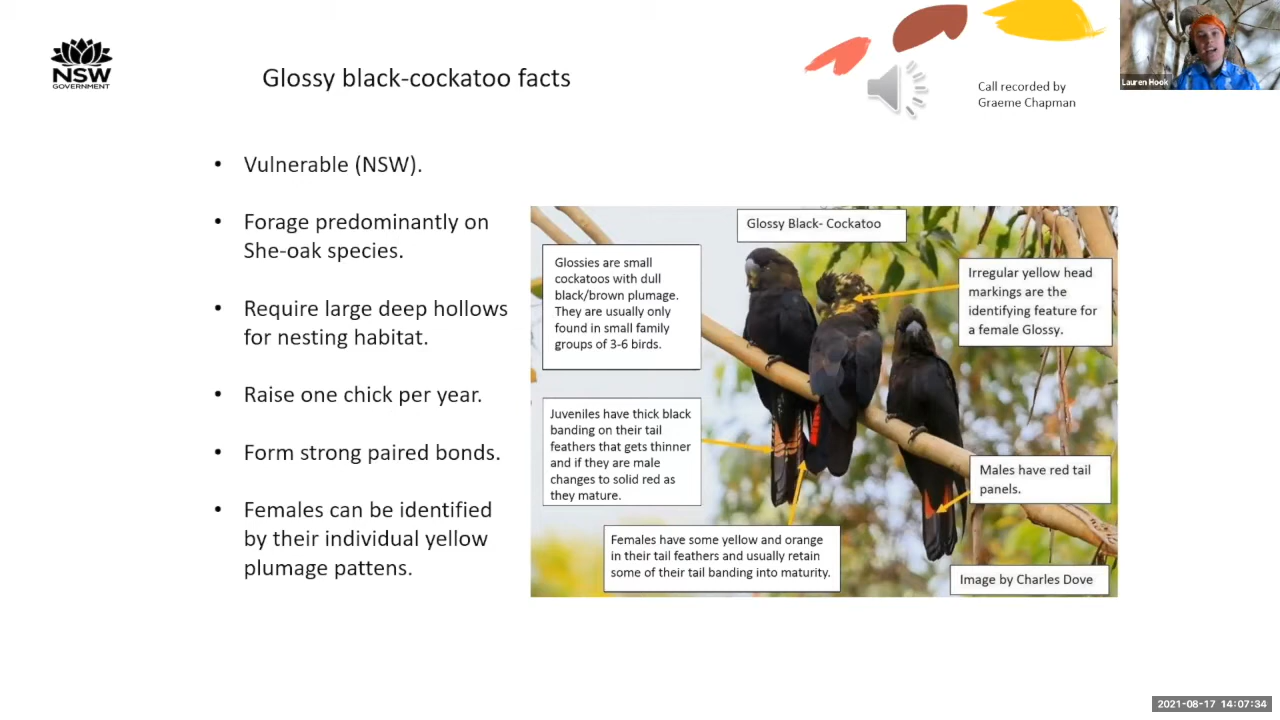 NSW
GOVERNMENT
Glossy black-cockatoo facts
Call recorded by
Graeme Chapman
Lauren Hook
• Vulnerable (NSW).
• Forage predominantly on
She-oak species.
• Require large deep hollows
for nesting habitat.
• Raise one chick per year.
• Form strong paired bonds.
• Females can be identified
by their individual yellow
plumage pattens.
Glossy Black- Cockatoo
Glossies are small
cockatoos with dull
black/brown plumage.
They are usually only
found in small family
groups of 3-6 birds.
Irregular yellow head
markings are the
identifying feature for
a female Glossy.
Juveniles have thick black
banding on their tail
feathers that gets thinner
and if they are male
changes to solid red as
they mature.
Males have red tail
panels.
Females have some yellow and orange
in their tail feathers and usually retain
some of their tail banding into maturity.
Image by Charles Dove
2021-08-17 14:07:34